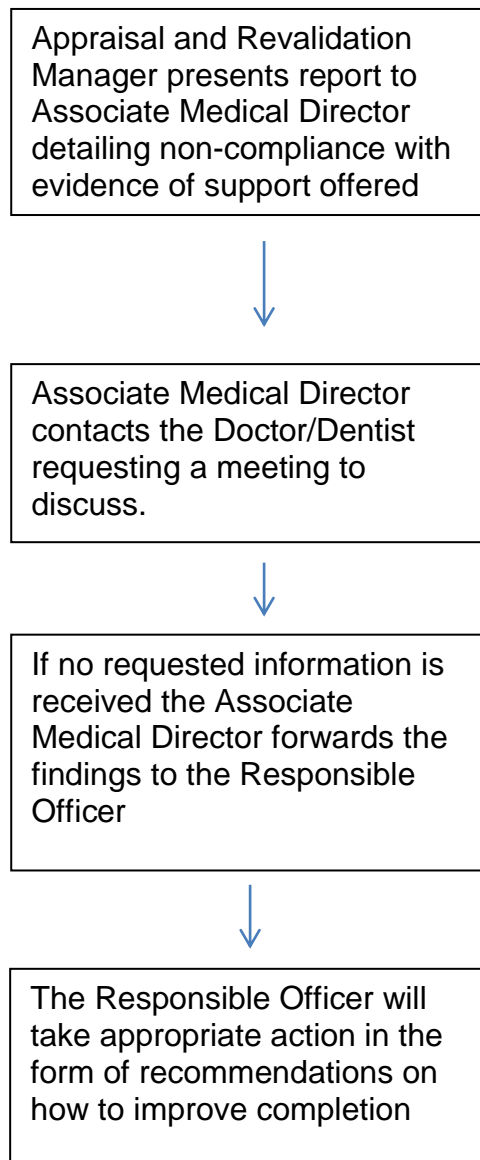 Appraisal and Revalidation
Manager presents report to
Associate Medical Director
detailing non-compliance with
evidence of support offered
Associate Medical Director
contacts the Doctor/Dentist
requesting a meeting to
discuss.
If no requested information is
received the Associate
Medical Director forwards the
findings to the Responsible
Officer
The Responsible Officer will
take appropriate action in the
form of recommendations on
how to improve completion